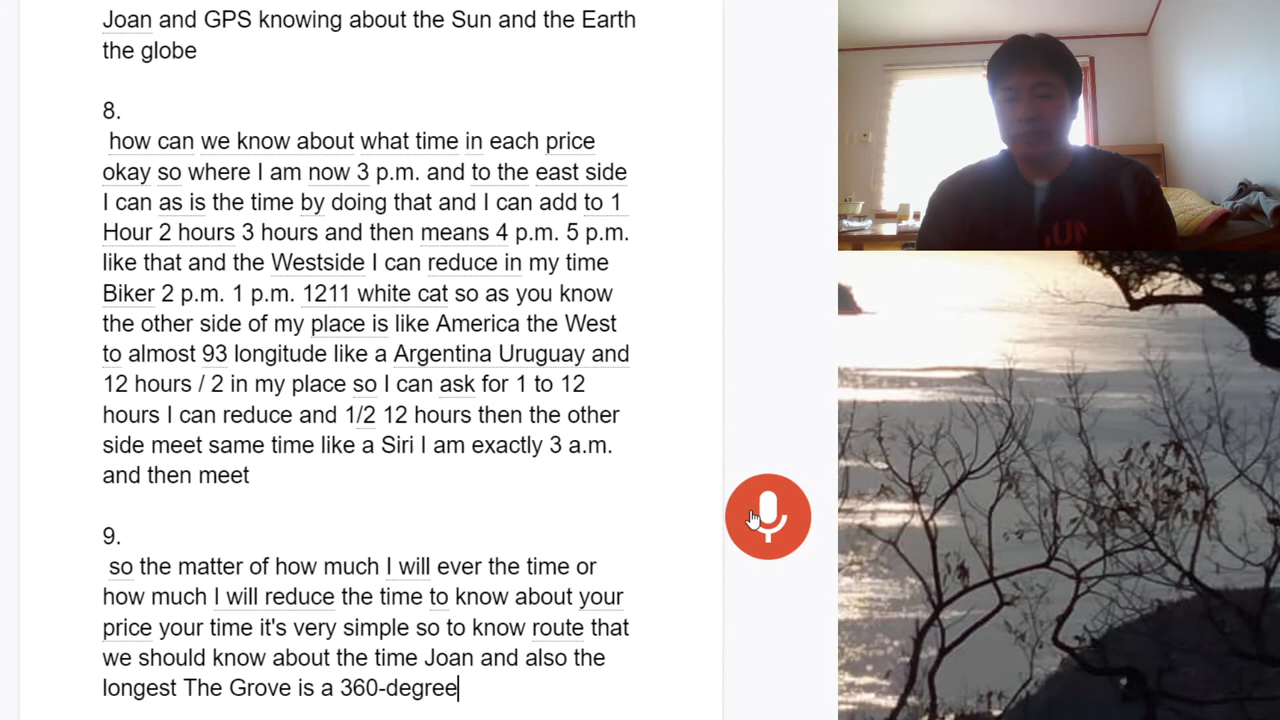 Joan and GPS knowing about the Sun and the Earth
the globe
8.
how can we know about what time in each price
okay so where I am now 3 p.m. and to the east side
I can as is the time by doing that and I can add to 1
Hour 2 hours 3 hours and then means 4 p.m. 5 p.m.
like that and the Westside I can reduce in my time
Biker 2 p.m. 1 p.m. 1211 white cat so as you know
the other side of my place is like America the West
to almost 93 longitude like a Argentina Uruguay and
12 hours / 2 in my place so I can ask for 1 to 12
hours I can reduce and 1/2 12 hours then the other
side meet same time like a Siri I am exactly 3 a.m.
and then meet
9.
so the matter of how much I will ever the time or
how much I will reduce the time to know about your
price your time it's very simple so to know route that
we should know about the time Joan and also the
longest The Grove is a 360-degree